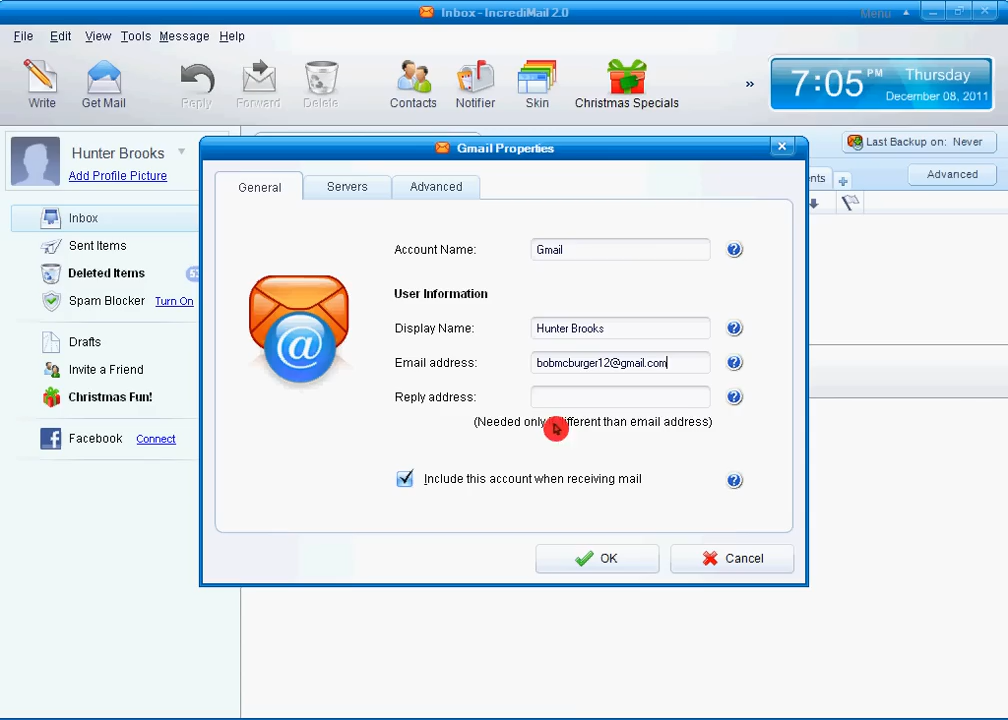 Inbox - IncrediMail 2.0
Menu
File Edit View Tools Message Help
Write Get Mail Reply Forward Delete Contacts Notifier Skin Christmas Specials »
7:05 PM Thursday
December 08, 2011
Hunter Brooks
Add Profile Picture
Last Backup on: Never
Advanced
Inbox
Sent Items
Deleted Items
Spam Blocker Turn On
Drafts
Invite a Friend
Christmas Fun!
Facebook Connect
Gmail Properties
General Servers Advanced
Account Name: Gmail
User Information
Display Name: Hunter Brooks
Email address: bobmcburger12@gmail.com
Reply address:
(Needed only different than email address)
Include this account when receiving mail
OK Cancel